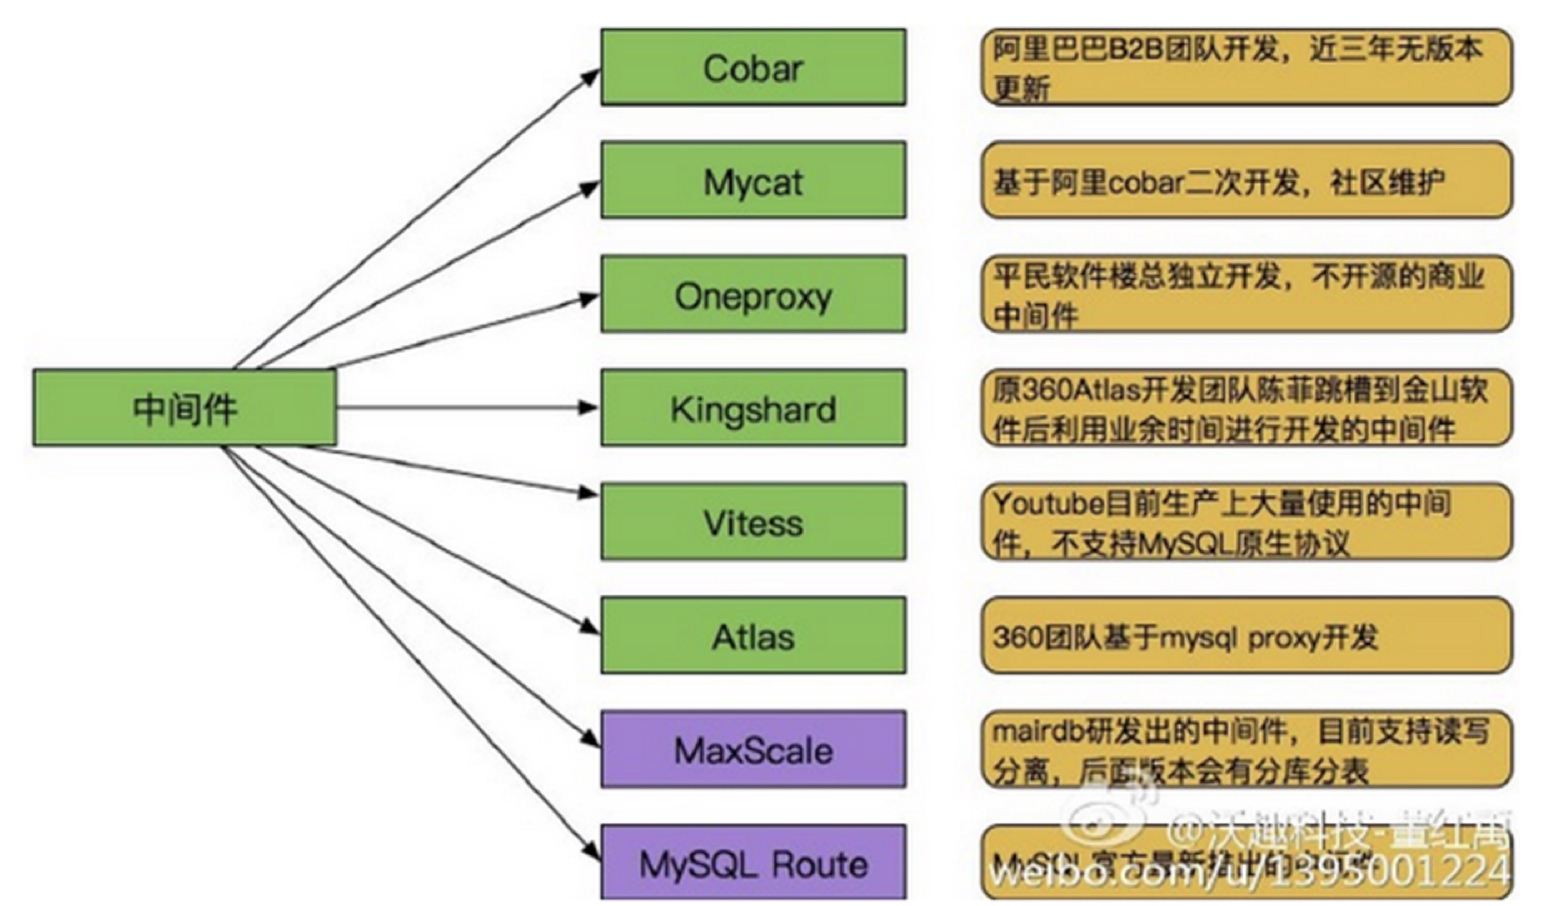 Cobar
阿里巴巴B2B团队开发，近三年无版本
更新
Mycat
基于阿里cobar二次开发，社区维护
Oneproxy
平民软件楼总独立开发，不开源的商业
中间件
中间件
Kingshard
原360Atlas开发团队陈菲跳槽到金山软
件后利用业余时间进行开发的中间件
Vitess
Youtube目前生产上大量使用的中间
件，不支持MySQL原生协议
Atlas
360团队基于mysql proxy开发
MaxScale
mairdb研发出的中间件，目前支持读写
分离，后面版本会有分库分表
@沃趣科技-董红禹
MySQL Route
MySQL官方最新推出的中间件
weibo.com/u/1395001224